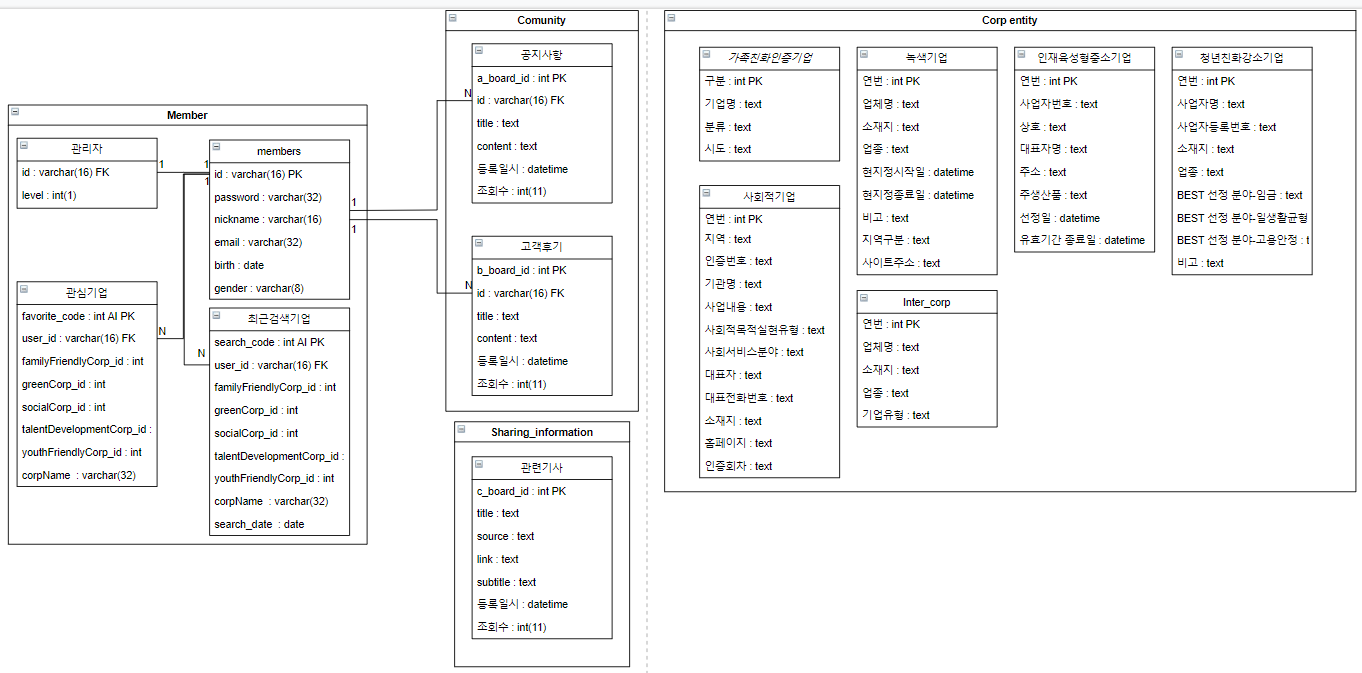 Member
관리자
id : varchar(16) FK
level : int(1)
1
1
1
members
id : varchar(16) PK
password : varchar(32)
nickname : varchar(16)
email : varchar(32)
birth : date
gender : varchar(8)
1
1
관심기업
favorite_code : int AI PK
user_id : varchar(16) FK
familyFriendlyCorp_id : int
greenCorp_id : int
socialCorp_id : int
talentDevelopmentCorp_id :
youthFriendlyCorp_id : int
corpName : varchar(32)
N
N
최근검색기업
search_code : int AI PK
user_id : varchar(16) FK
familyFriendlyCorp_id : int
greenCorp_id : int
socialCorp_id : int
talentDevelopmentCorp_id :
youthFriendlyCorp_id : int
corpName : varchar(32)
search_date : date
Comunity
공지사항
a_board_id : int PK
N
id : varchar(16) FK
title : text
content : text
등록일시 : datetime
조회수 : int(11)
고객후기
b_board_id : int PK
N
id : varchar(16) FK
title : text
content : text
등록일시 : datetime
조회수 : int(11)
Sharing_information
관련기사
c_board_id : int PK
title : text
source : text
link : text
subtitle : text
등록일시 : datetime
조회수 : int(11)
Corp entity
가족친화인증기업
구분 : int PK
기업명 : text
분류 : text
시도 : text
사회적기업
연번 : int PK
지역 : text
인증번호 : text
기관명 : text
사업내용 : text
사회적목적실현유형 : text
사회서비스분야 : text
대표자 : text
대표전화번호 : text
소재지 : text
홈페이지 : text
인증회차 : text
녹색기업
연번 : int PK
업체명 : text
소재지 : text
업종 : text
현지정시작일 : datetime
현지정종료일 : datetime
비고 : text
지역구분 : text
사이트주소 : text
Inter_corp
연번 : int PK
업체명 : text
소재지 : text
업종 : text
기업유형 : text
인재육성형중소기업
연번 : int PK
사업자번호 : text
상호 : text
대표자명 : text
주소 : text
주생산품 : text
선정일 : datetime
유효기간 종료일 : datetime
청년친화강소기업
연번 : int PK
사업자명 : text
사업자등록번호 : text
소재지 : text
업종 : text
BEST 선정 분야-임금 : text
BEST 선정 분야-일생활균형
BEST 선정 분야-고용안정 : t
비고 : text